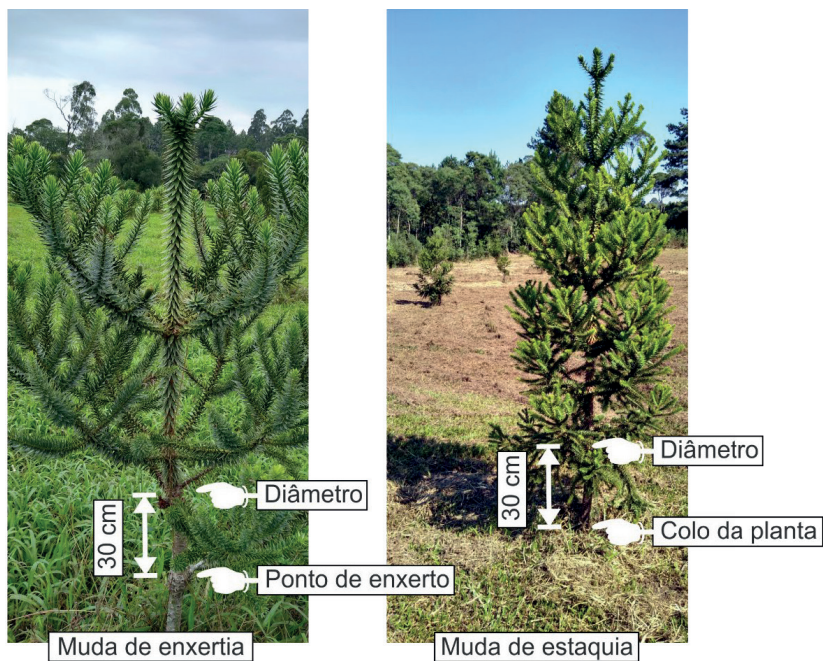 Diâmetro
30 cm
Ponto de enxerto
Muda de enxertia
Diâmetro
30 cm
Colo da planta
Muda de estaquia